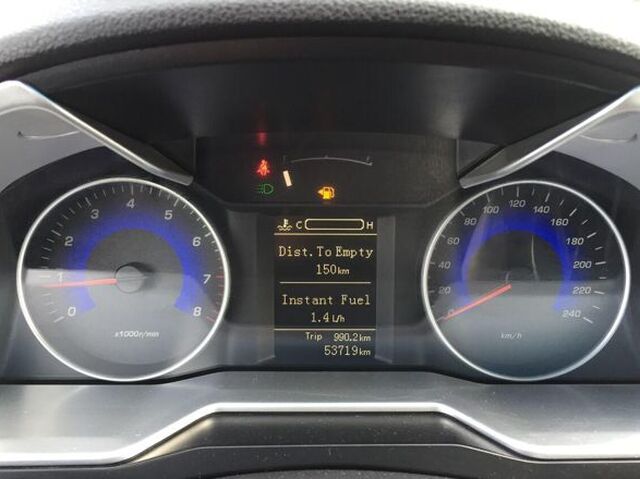 C H
Dist. To Empty
150km
Instant Fuel
1.4L/h
Trip 990.2km
53719km
0 1 2 3 4 5 6 7 8
x1000r/min
0 20 40 60 80 100 120 140 160 180 200 220 240
km/h